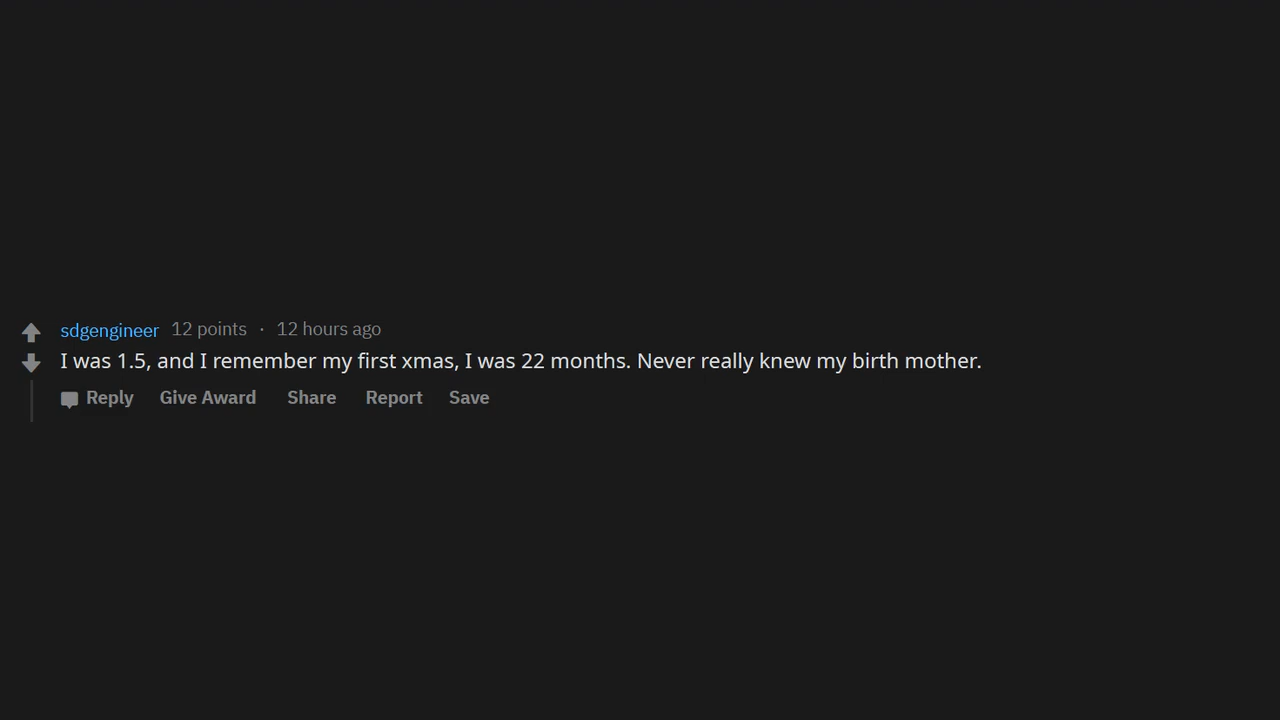 sdgengineer 12 points · 12 hours ago
I was 1.5, and I remember my first xmas, I was 22 months. Never really knew my birth mother.
Reply Give Award Share Report Save